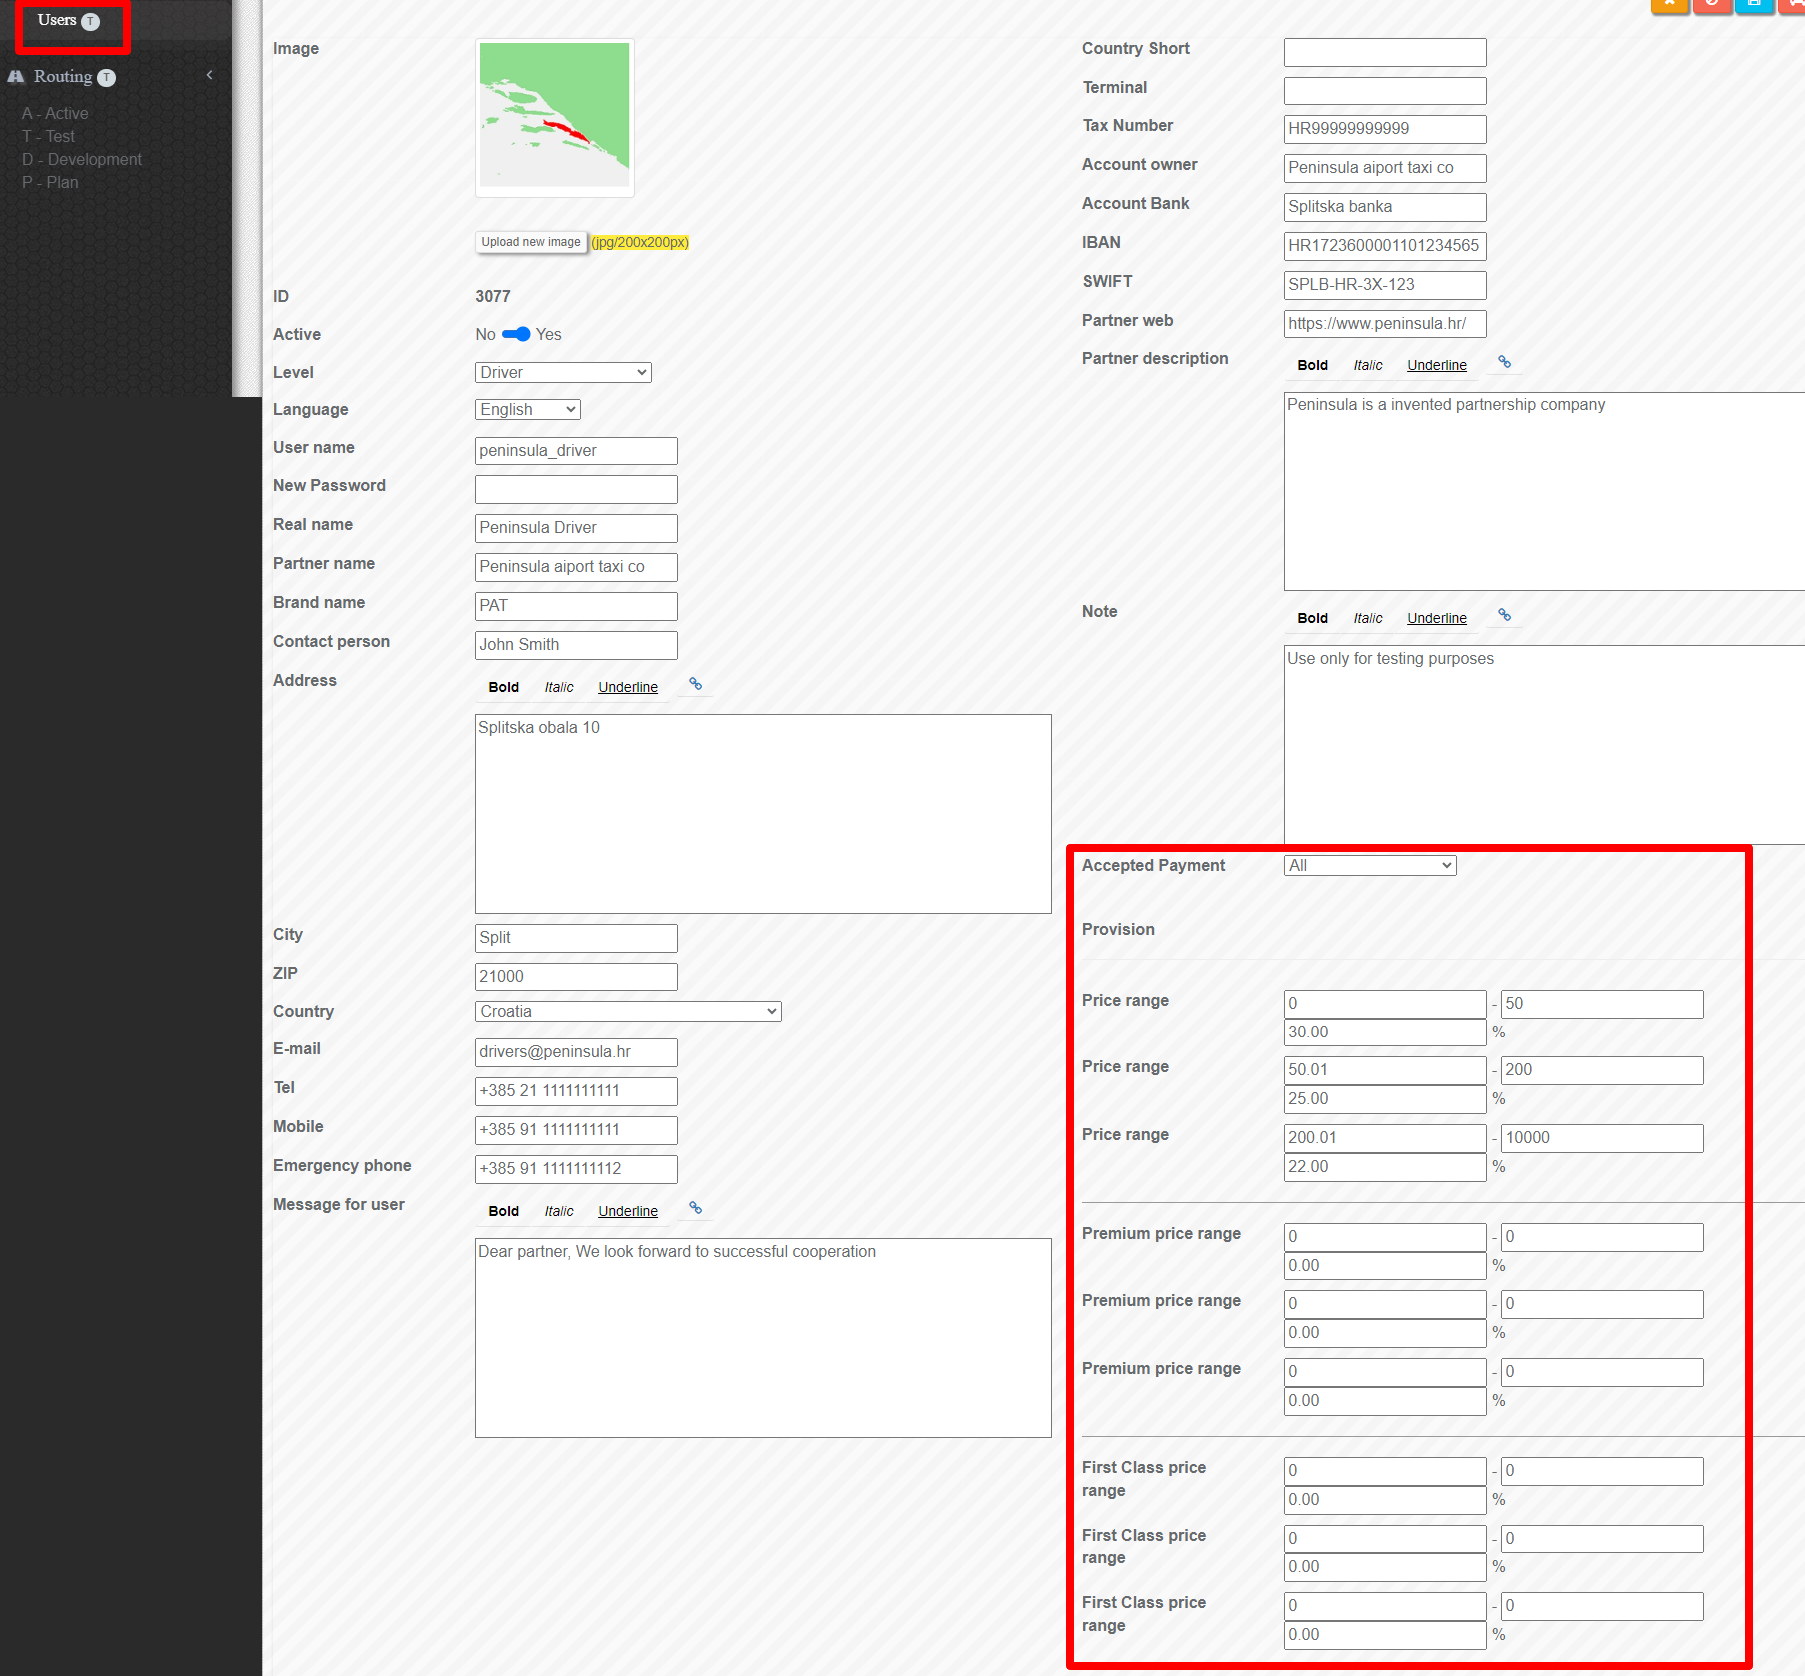 Users T
Routing T
A - Active
T - Test
D - Development
P - Plan
Image
Upload new image (jpg/200x200px)
ID 3077
Active No Yes
Level Driver
Language English
User name peninsula_driver
New Password
Real name Peninsula Driver
Partner name Peninsula aiport taxi co
Brand name PAT
Contact person John Smith
Address Bold Italic Underline
Splitska obala 10
City Split
ZIP 21000
Country Croatia
E-mail drivers@peninsula.hr
Tel +385 21 1111111111
Mobile +385 91 1111111111
Emergency phone +385 91 1111111112
Message for user Bold Italic Underline
Dear partner, We look forward to successful cooperation
Country Short
Terminal
Tax Number HR99999999999
Account owner Peninsula aiport taxi co
Account Bank Splitska banka
IBAN HR1723600001101234565
SWIFT SPLB-HR-3X-123
Partner web https://www.peninsula.hr/
Partner description Bold Italic Underline
Peninsula is a invented partnership company
Note Bold Italic Underline
Use only for testing purposes
Accepted Payment All
Provision
Price range 0 - 50
30.00 %
Price range 50.01 - 200
25.00 %
Price range 200.01 - 10000
22.00 %
Premium price range 0 - 0
0.00 %
Premium price range 0 - 0
0.00 %
Premium price range 0 - 0
0.00 %
First Class price range 0 - 0
0.00 %
First Class price range 0 - 0
0.00 %
First Class price range 0 - 0
0.00 %